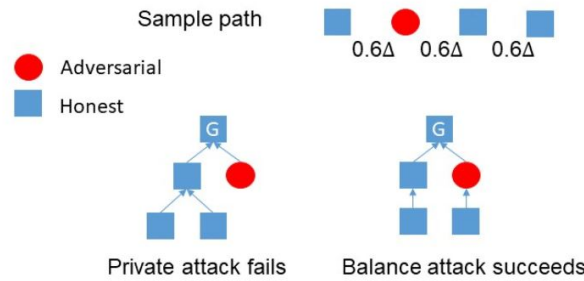 Sample path
0.6Δ 0.6Δ 0.6Δ
Adversarial
Honest
G
G
Private attack fails
Balance attack succeeds